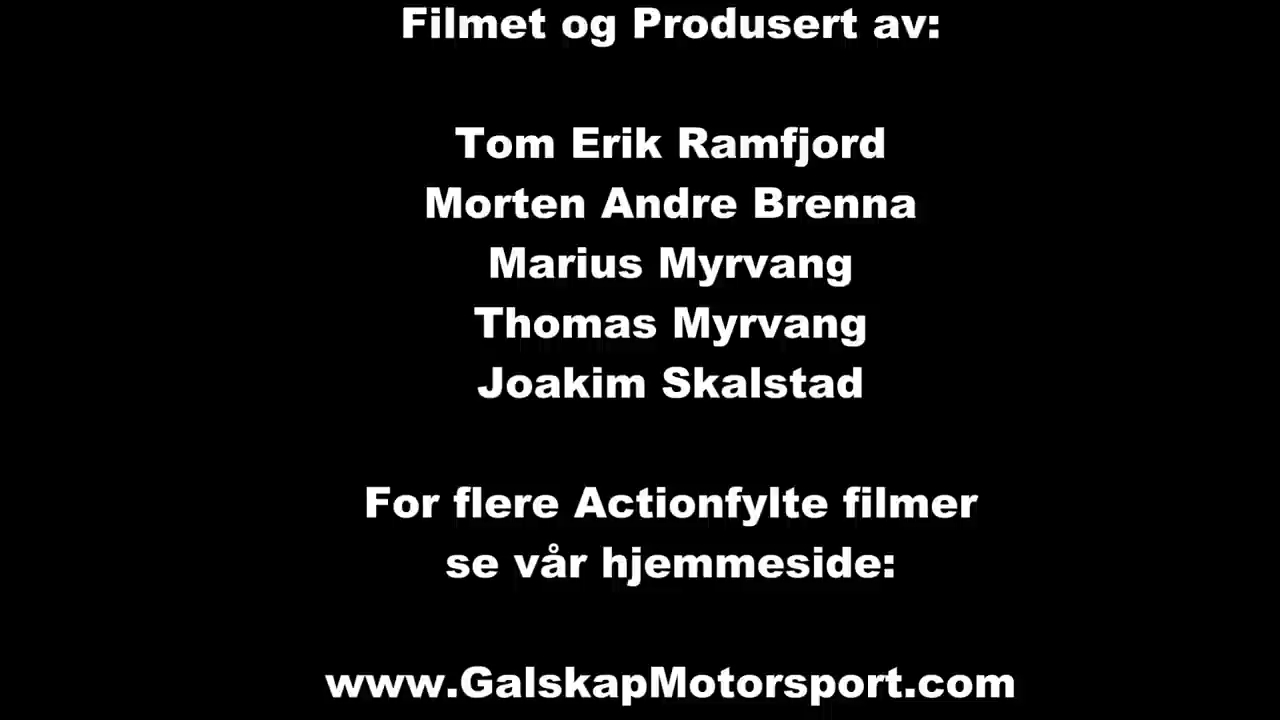 Filmet og Produsert av:
Tom Erik Ramfjord
Morten Andre Brenna
Marius Myrvang
Thomas Myrvang
Joakim Skalstad
For flere Actionfylte filmer
se vår hjemmeside:
www.GalskapMotorsport.com